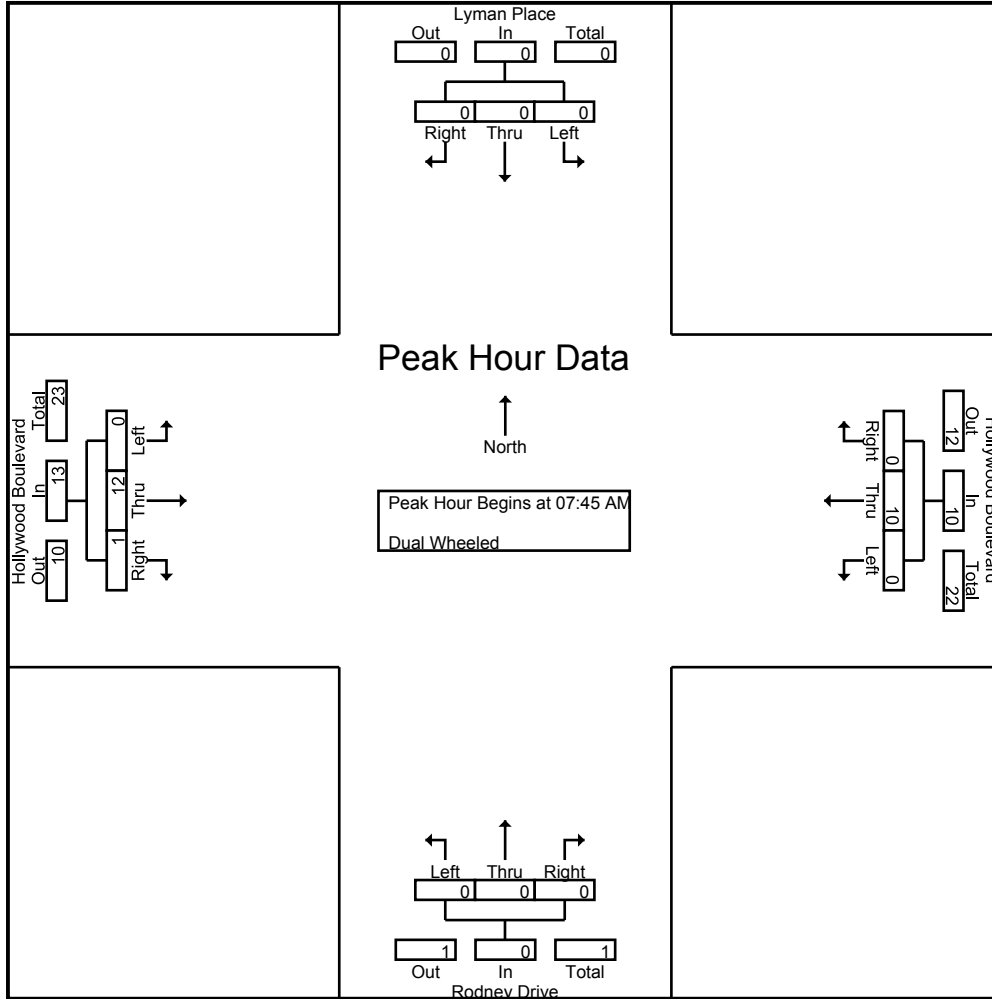 Lyman Place
Out In Total
0 0 0
0 0 0
Right Thru Left
Peak Hour Data
North
Peak Hour Begins at 07:45 AM
Dual Wheeled
Hollywood Boulevard
Total In Out
23 13 10
0 12 1
Left Thru Right
Hollywood Boulevard
Out In Total
12 10 22
0 10 0
Right Thru Left
Left Thru Right
0 0 0
1 0 1
Out In Total
Rodney Drive